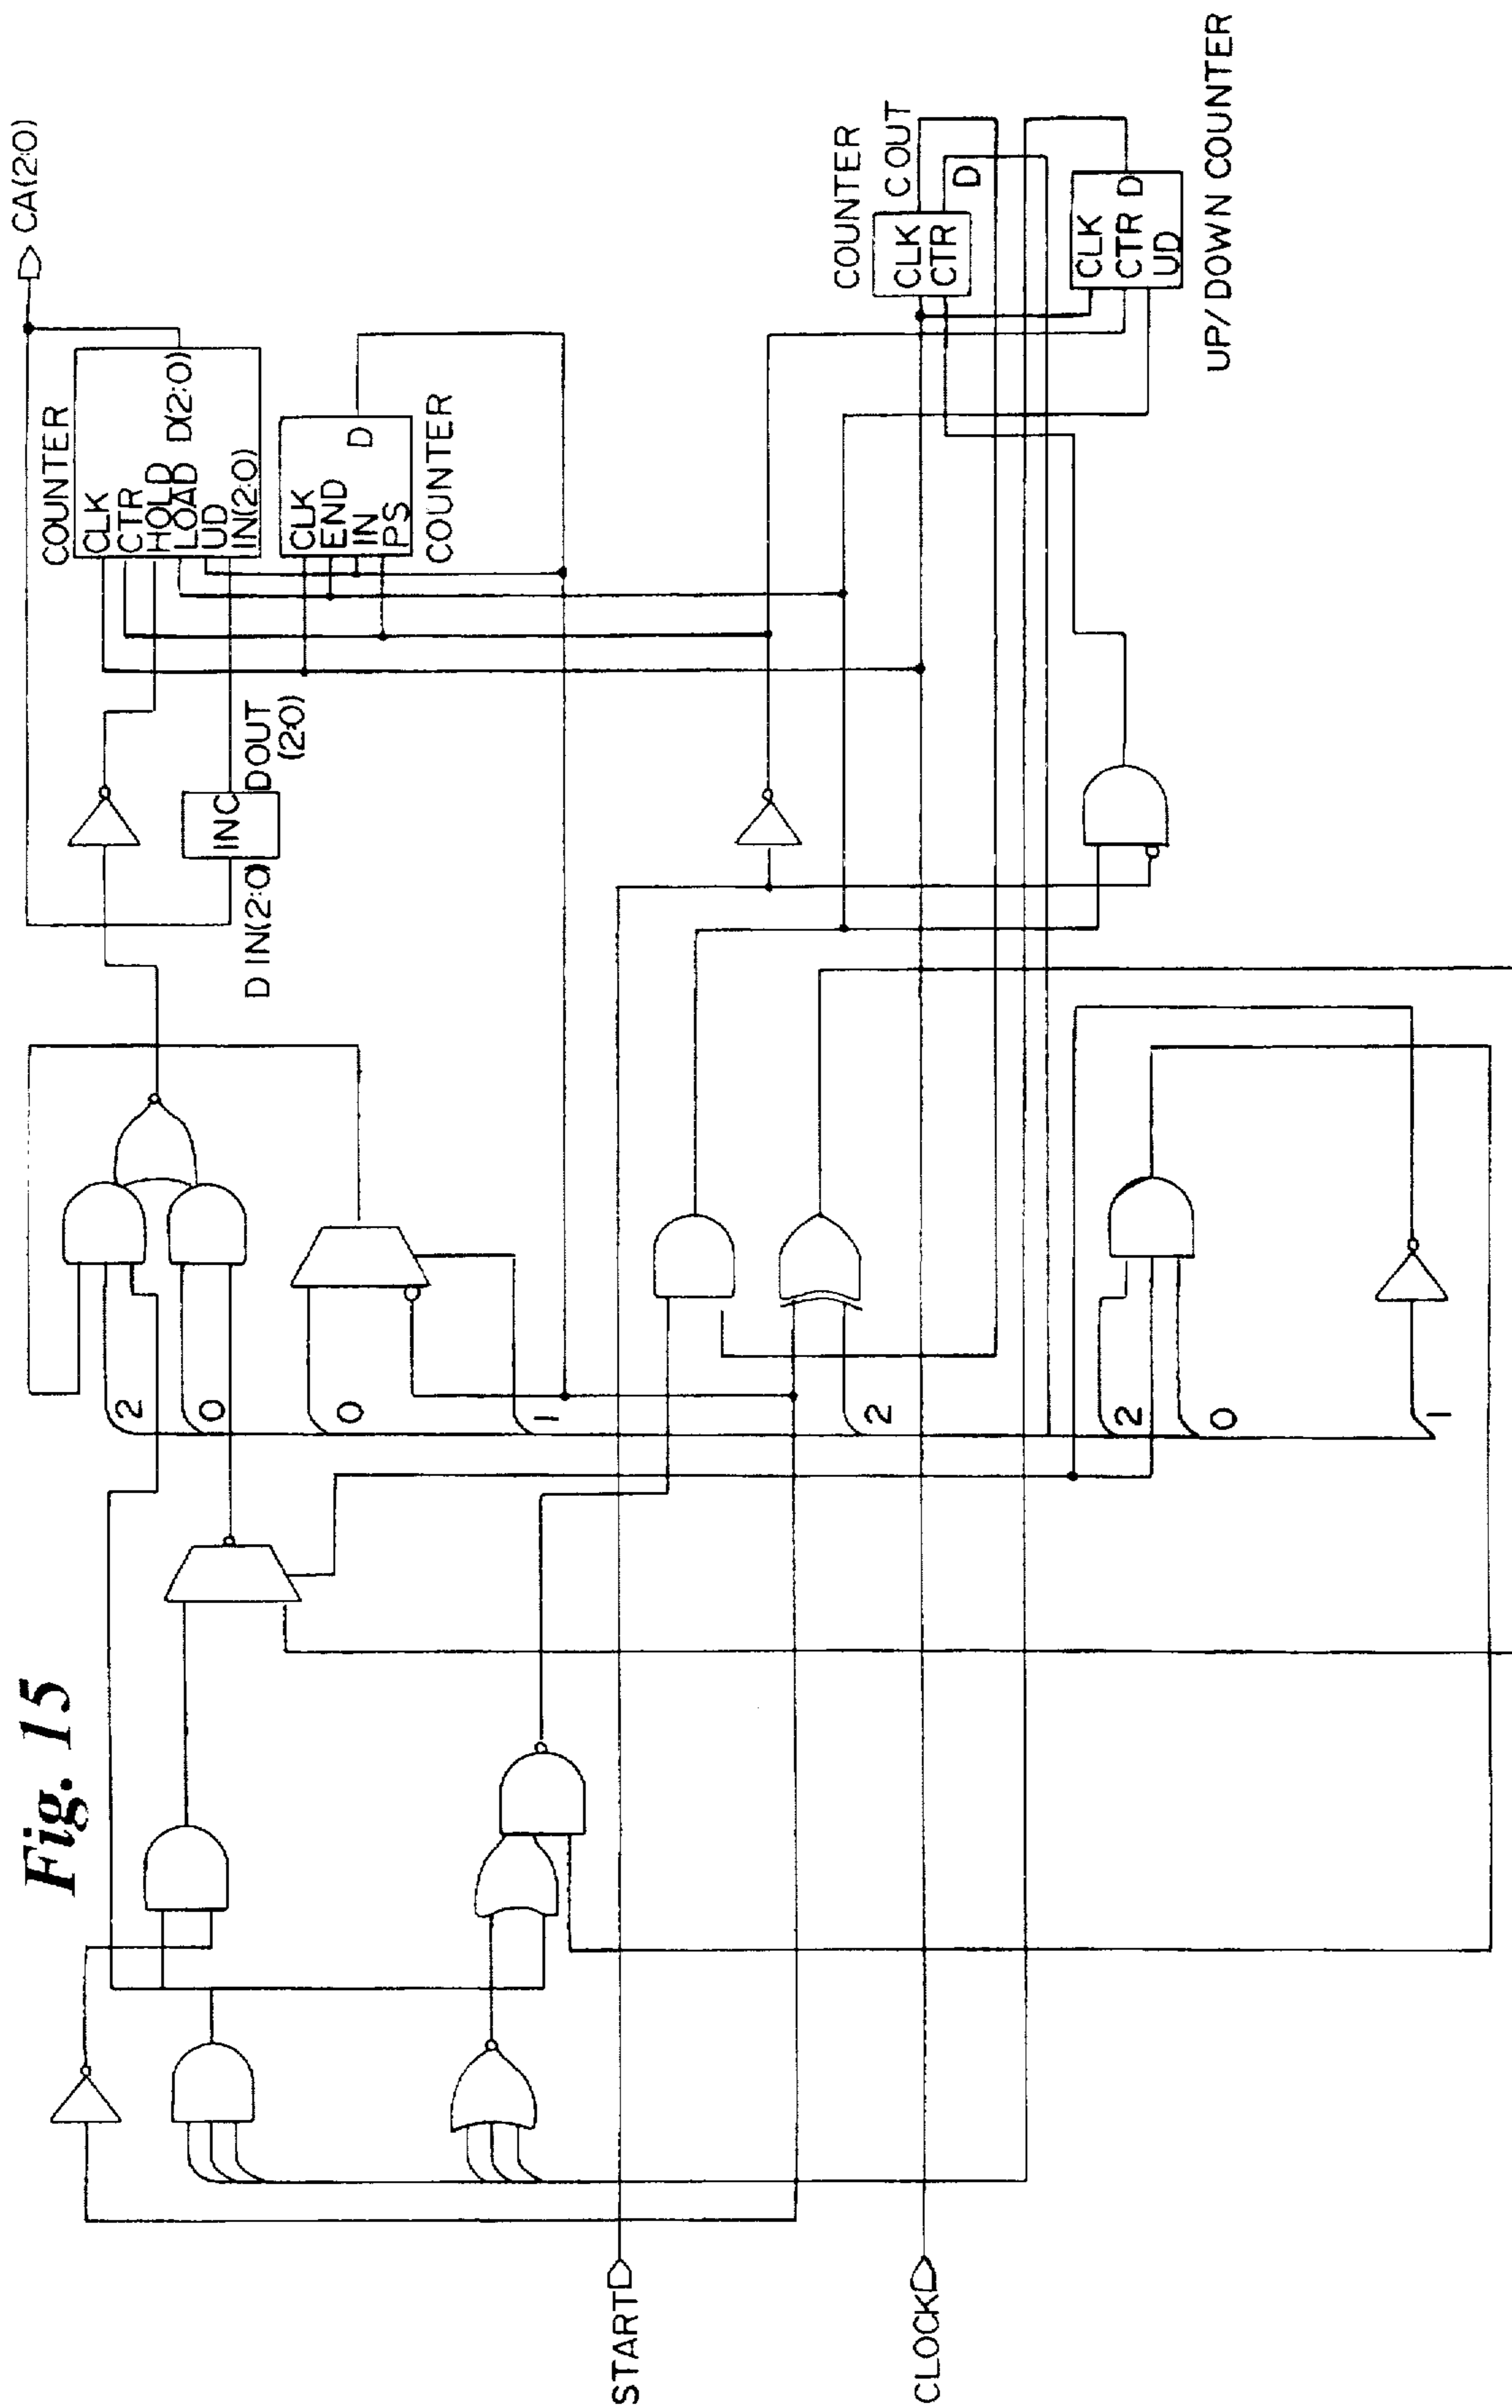 Fig. 15
CA(2:0)
COUNTER
CLK
CTR
HOLD
LOAD D(2:0)
UD
IN(2:0)
CLK
END
IN
PS
D
COUNTER
INC
DOUT
(2:0)
D IN(2:0)
COUNTER
C OUT
CLK
CTR
D
CLK
CTR D
UD
UP/DOWN COUNTER
2
0
0
1
2
2
0
1
START
CLOCK